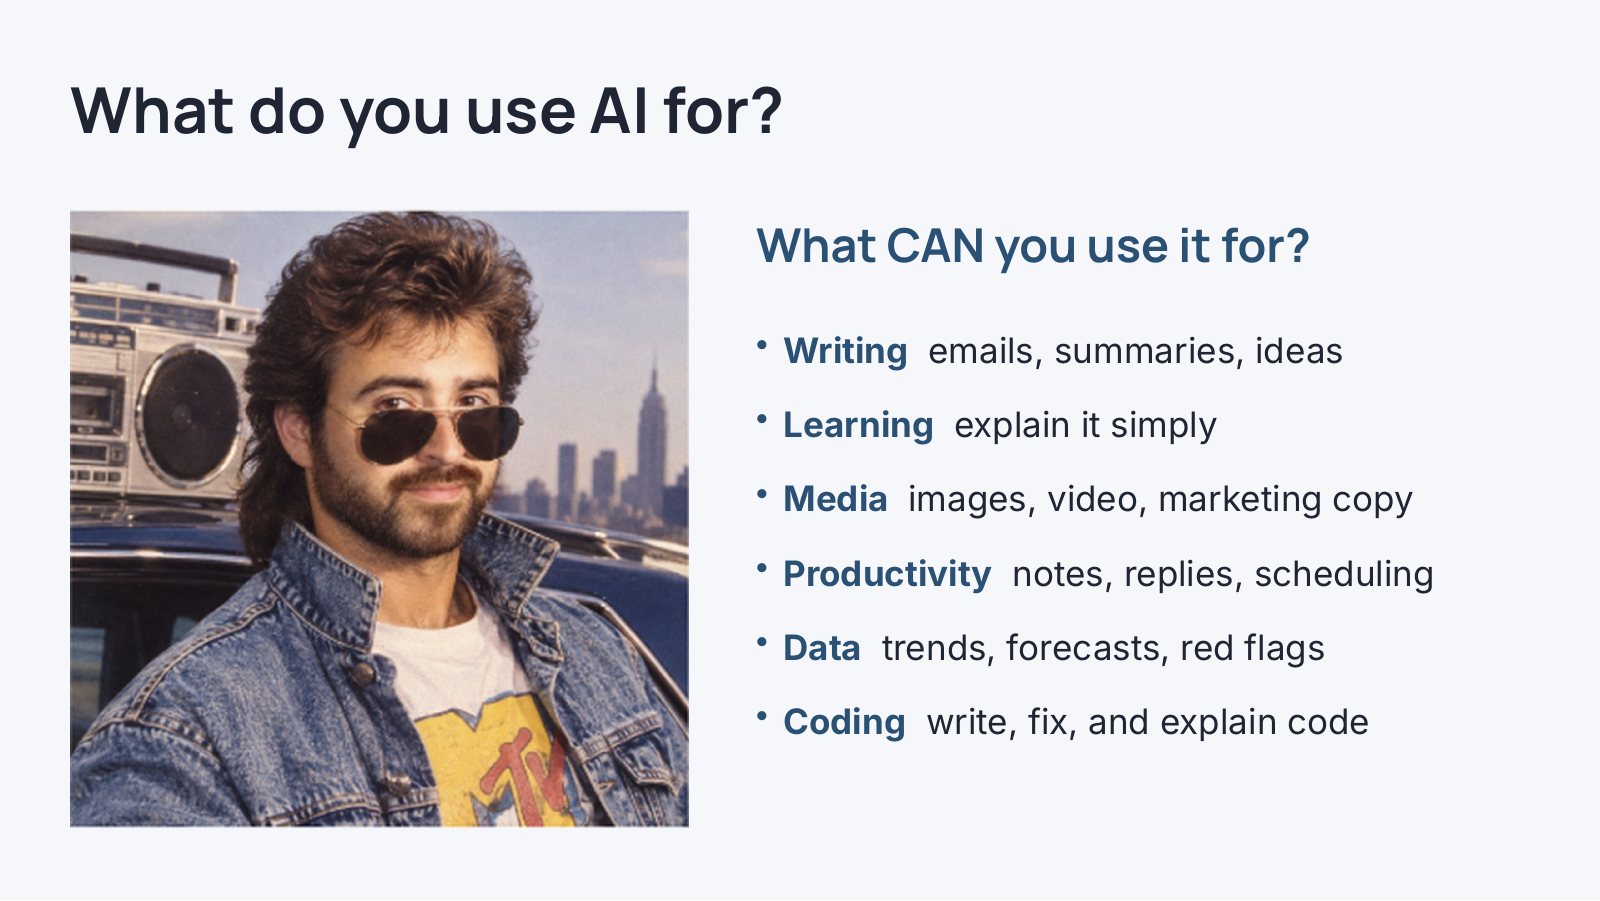 What do you use AI for?
MTV
What CAN you use it for?
• Writing emails, summaries, ideas
• Learning explain it simply
• Media images, video, marketing copy
• Productivity notes, replies, scheduling
• Data trends, forecasts, red flags
• Coding write, fix, and explain code